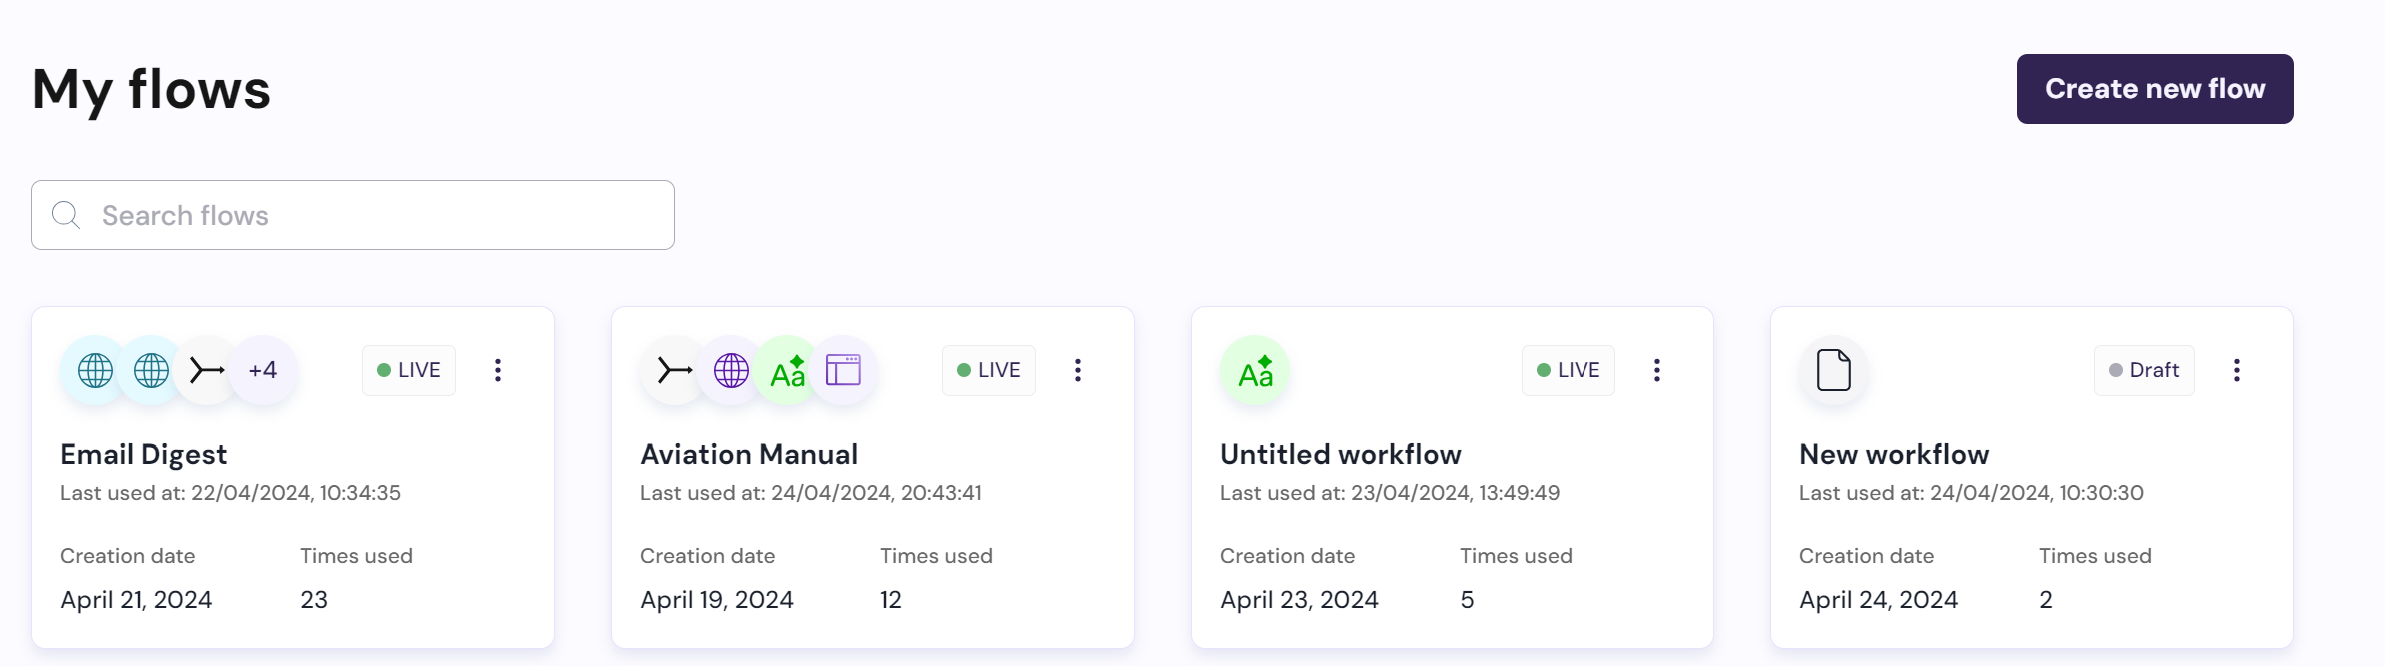 My flows
Create new flow
Search flows
+4
LIVE
Email Digest
Last used at: 22/04/2024, 10:34:35
Creation date
Times used
April 21, 2024
23
Aa
LIVE
Aviation Manual
Last used at: 24/04/2024, 20:43:41
Creation date
Times used
April 19, 2024
12
Aa
LIVE
Untitled workflow
Last used at: 23/04/2024, 13:49:49
Creation date
Times used
April 23, 2024
5
Draft
New workflow
Last used at: 24/04/2024, 10:30:30
Creation date
Times used
April 24, 2024
2